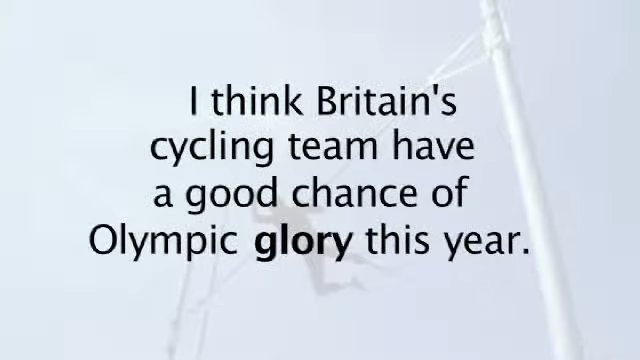 I think Britain's
cycling team have
a good chance of
Olympic glory this year.